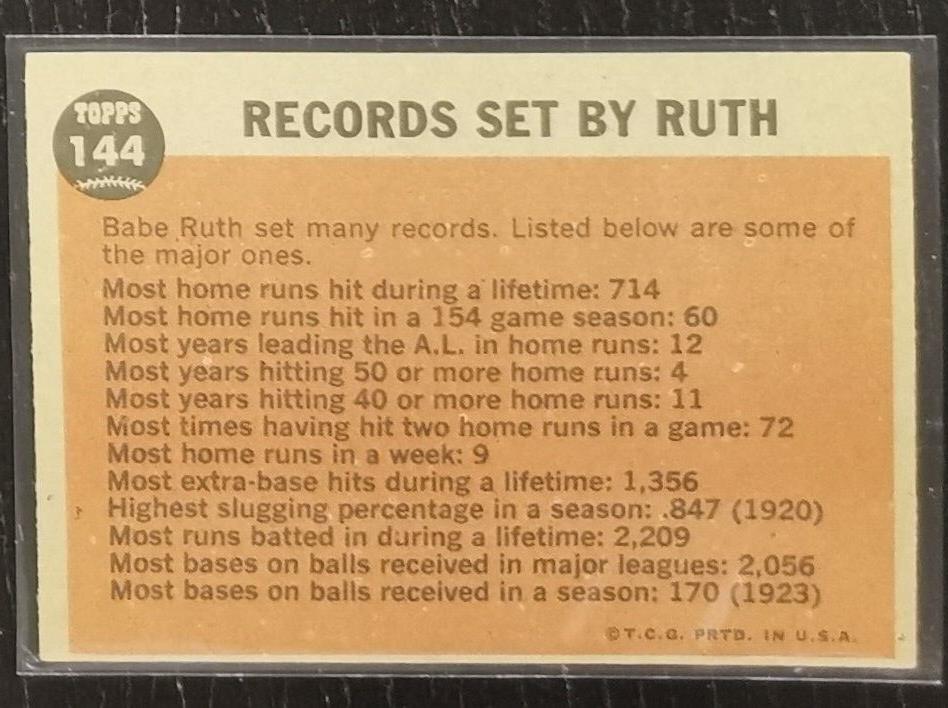 TOPPS
144
RECORDS SET BY RUTH
Babe Ruth set many records. Listed below are some of
the major ones.
Most home runs hit during a lifetime: 714
Most home runs hit in a 154 game season: 60
Most years leading the A.L. in home runs: 12
Most years hitting 50 or more home runs: 4
Most years hitting 40 or more home runs: 11
Most times having hit two home runs in a game: 72
Most home runs in a week: 9
Most extra-base hits during a lifetime: 1,356
Highest slugging percentage in a season: .847 (1920)
Most runs batted in during a lifetime: 2,209
Most bases on balls received in major leagues: 2,056
Most bases on balls received in a season: 170 (1923)
©T.C.G. PRTD. IN U.S.A.